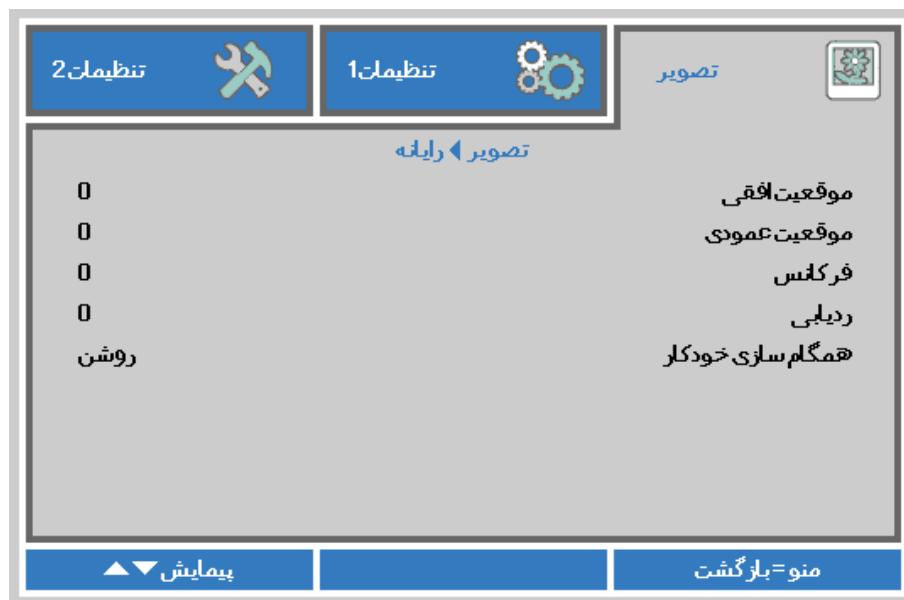 تصویر
تنظیمات1
تنظیمات2
تصویر ◀ رایانه
موقعیت افقی 0
موقعیت عمودی 0
فرکانس 0
ردیابی 0
همگام سازی خودکار روشن
منو=بازگشت
پیمایش▼▲